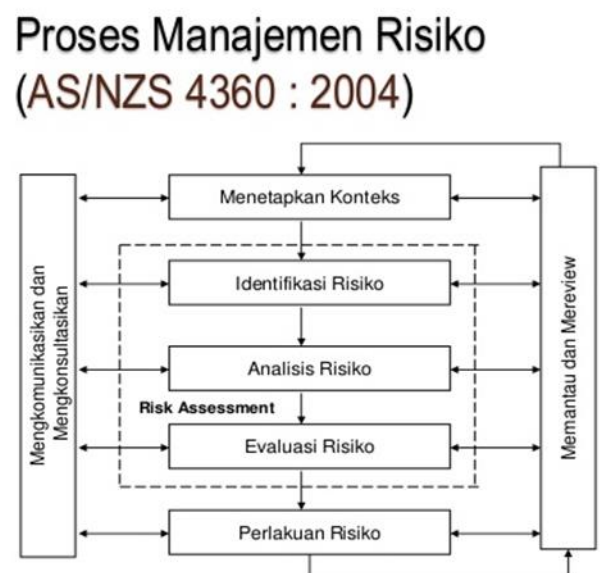 Proses Manajemen Risiko
(AS/NZS 4360 : 2004)
Menetapkan Konteks
Identifikasi Risiko
Analisis Risiko
Risk Assessment
Evaluasi Risiko
Perlakuan Risiko
Mengkomunikasikan dan
Mengkonsultasikan
Memantau dan Mereview